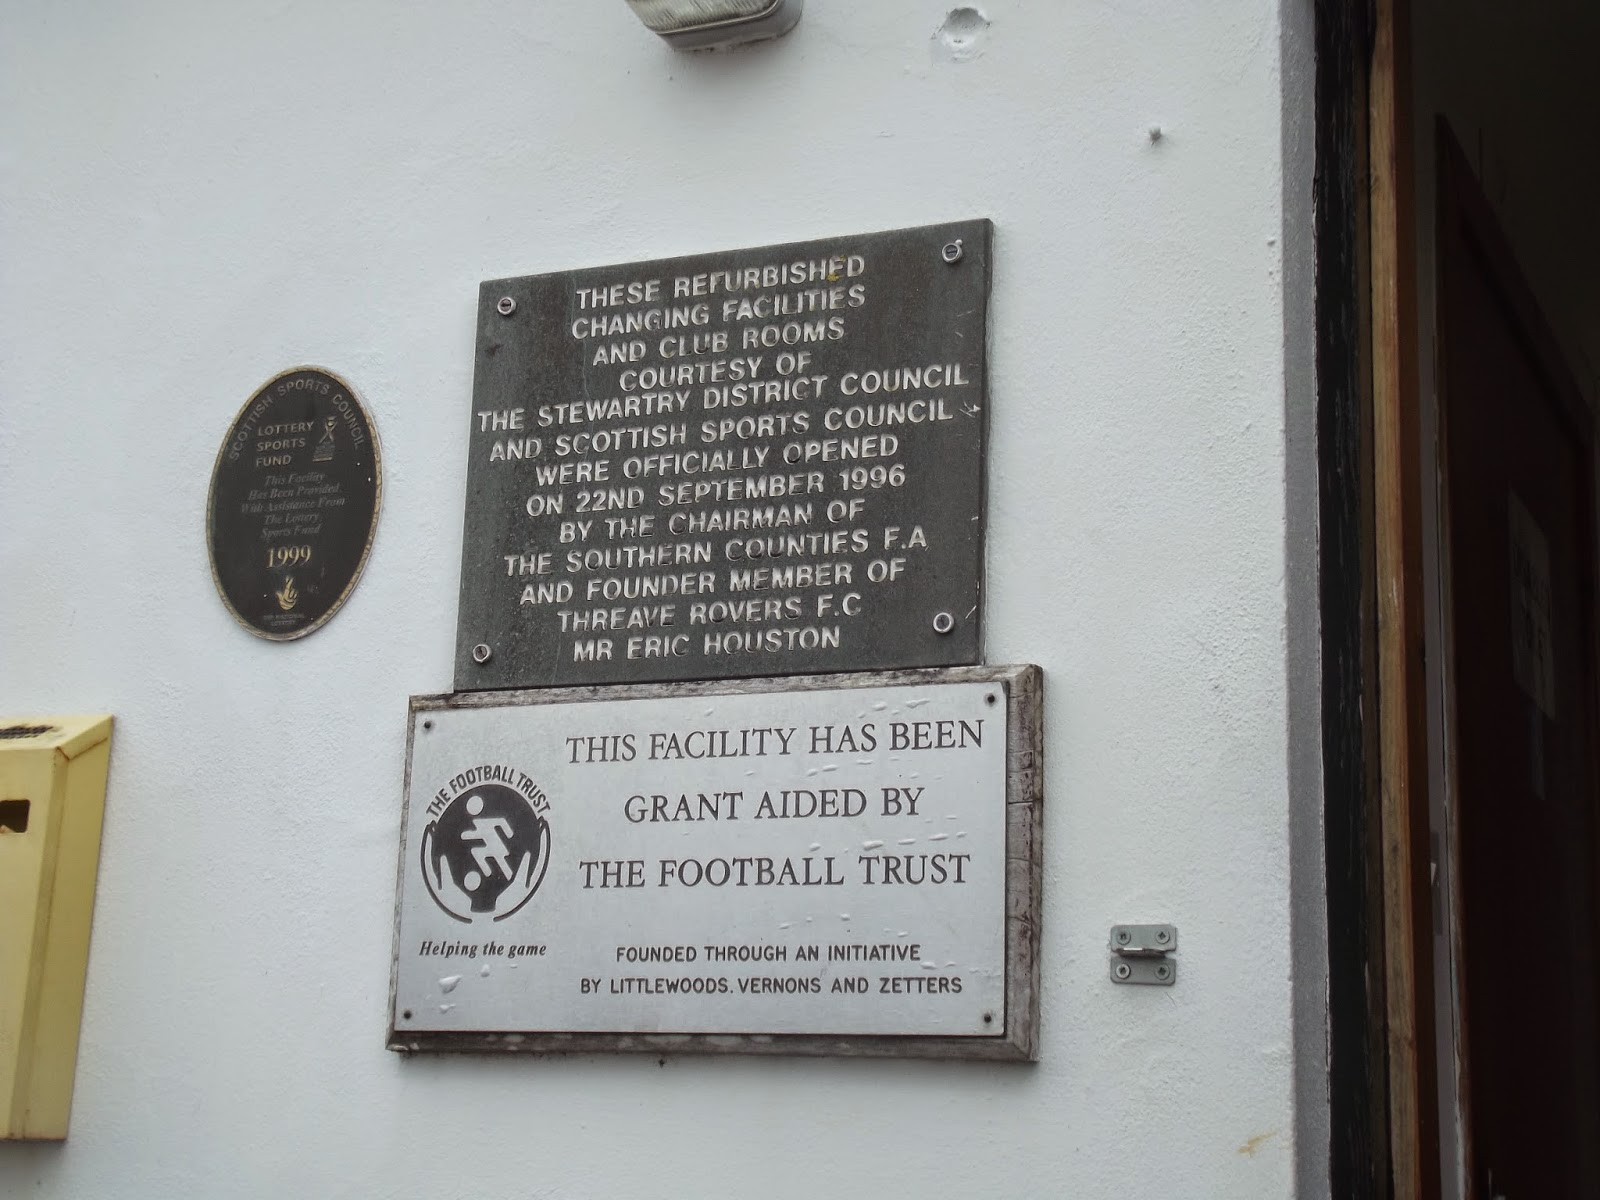 SCOTTISH SPORTS COUNCIL
LOTTERY
SPORTS
FUND
This Facility
Has Been Provided
With Assistance From
The Lottery
Sports Fund
1999
THE NATIONAL
LOTTERY
THESE REFURBISHED
CHANGING FACILITIES
AND CLUB ROOMS
COURTESY OF
THE STEWARTRY DISTRICT COUNCIL
AND SCOTTISH SPORTS COUNCIL
WERE OFFICIALLY OPENED
ON 22ND SEPTEMBER 1996
BY THE CHAIRMAN OF
THE SOUTHERN COUNTIES F.A
AND FOUNDER MEMBER OF
THREAVE ROVERS F.C
MR ERIC HOUSTON
THE FOOTBALL TRUST
Helping the game
THIS FACILITY HAS BEEN
GRANT AIDED BY
THE FOOTBALL TRUST
FOUNDED THROUGH AN INITIATIVE
BY LITTLEWOODS. VERNONS AND ZETTERS